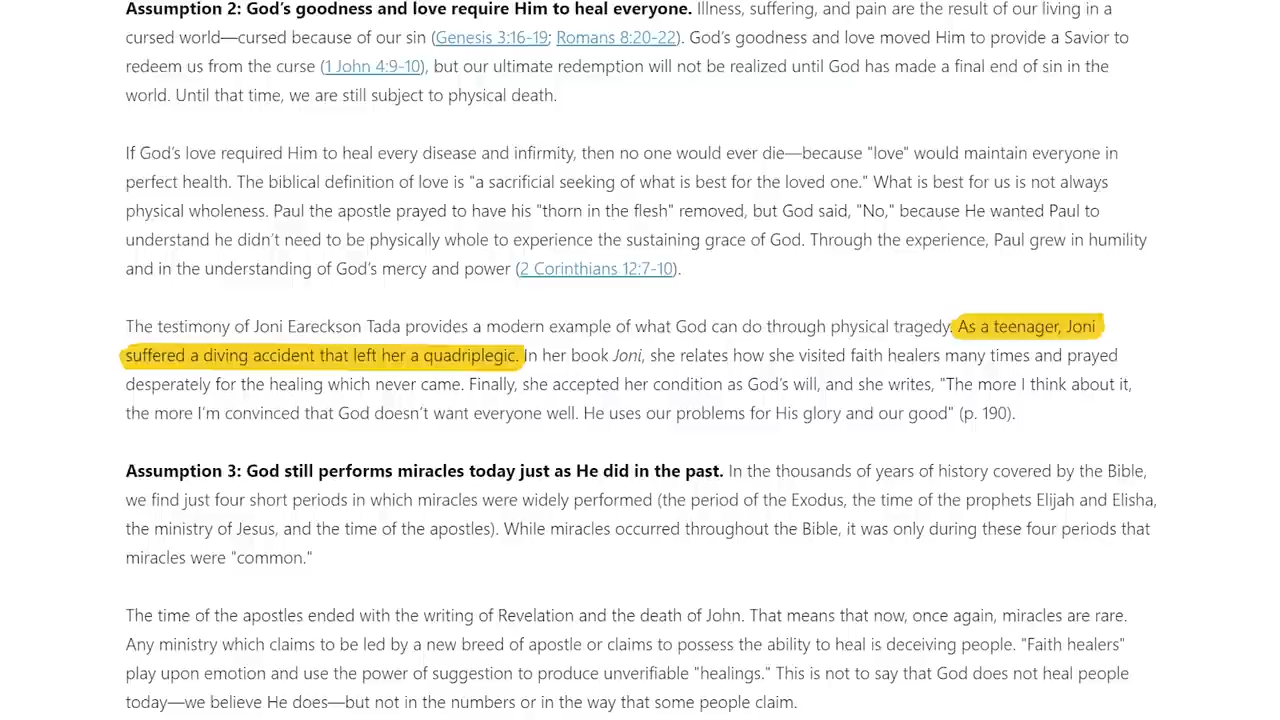 Assumption 2: God’s goodness and love require Him to heal everyone. Illness, suffering, and pain are the result of our living in a
cursed world—cursed because of our sin (Genesis 3:16-19; Romans 8:20-22). God’s goodness and love moved Him to provide a Savior to
redeem us from the curse (1 John 4:9-10), but our ultimate redemption will not be realized until God has made a final end of sin in the
world. Until that time, we are still subject to physical death.
If God’s love required Him to heal every disease and infirmity, then no one would ever die—because "love" would maintain everyone in
perfect health. The biblical definition of love is "a sacrificial seeking of what is best for the loved one." What is best for us is not always
physical wholeness. Paul the apostle prayed to have his "thorn in the flesh" removed, but God said, "No," because He wanted Paul to
understand he didn’t need to be physically whole to experience the sustaining grace of God. Through the experience, Paul grew in humility
and in the understanding of God’s mercy and power (2 Corinthians 12:7-10).
The testimony of Joni Eareckson Tada provides a modern example of what God can do through physical tragedy. As a teenager, Joni
suffered a diving accident that left her a quadriplegic. In her book Joni, she relates how she visited faith healers many times and prayed
desperately for the healing which never came. Finally, she accepted her condition as God’s will, and she writes, "The more I think about it,
the more I’m convinced that God doesn’t want everyone well. He uses our problems for His glory and our good" (p. 190).
Assumption 3: God still performs miracles today just as He did in the past. In the thousands of years of history covered by the Bible,
we find just four short periods in which miracles were widely performed (the period of the Exodus, the time of the prophets Elijah and Elisha,
the ministry of Jesus, and the time of the apostles). While miracles occurred throughout the Bible, it was only during these four periods that
miracles were "common."
The time of the apostles ended with the writing of Revelation and the death of John. That means that now, once again, miracles are rare.
Any ministry which claims to be led by a new breed of apostle or claims to possess the ability to heal is deceiving people. "Faith healers"
play upon emotion and use the power of suggestion to produce unverifiable "healings." This is not to say that God does not heal people
today—we believe He does—but not in the numbers or in the way that some people claim.